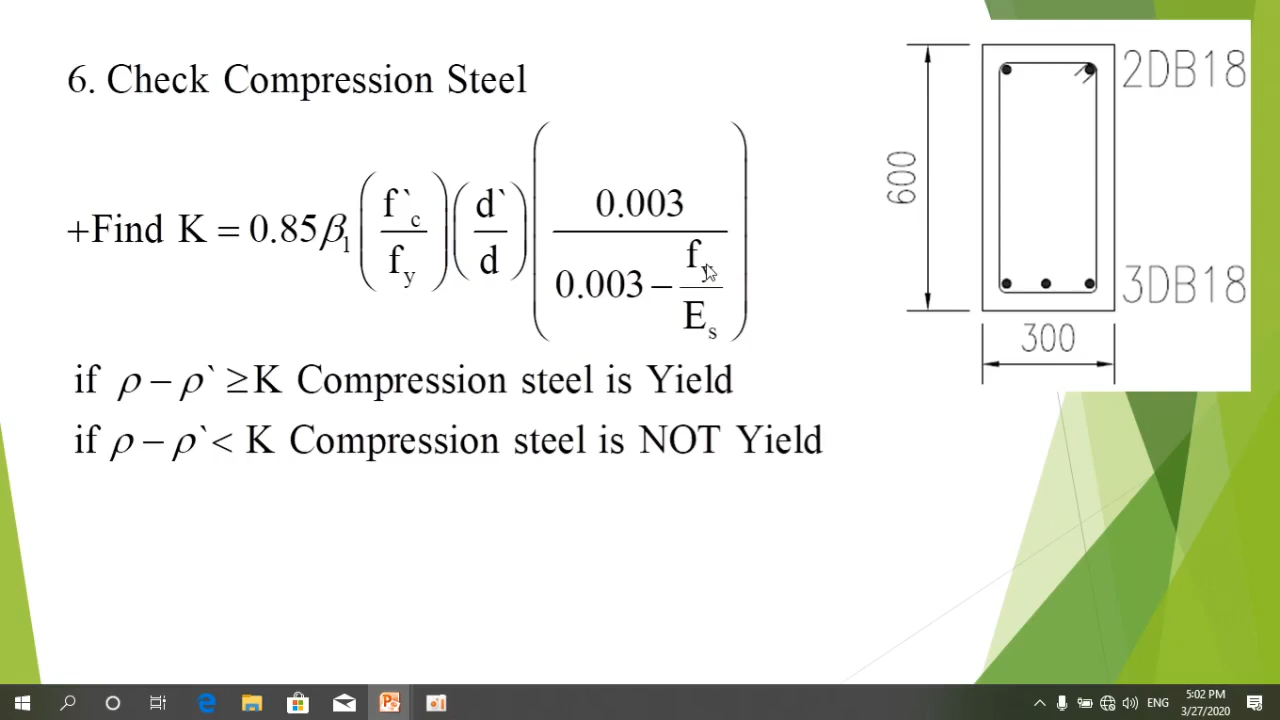 6. Check Compression Steel
+Find K = 0.85β₁ (f`c / fy) (d` / d) (0.003 / (0.003 − fy / Es))
if ρ − ρ` ≥ K Compression steel is Yield
if ρ − ρ` < K Compression steel is NOT Yield
2DB18
600
3DB18
300
ENG
5:02 PM
3/27/2020